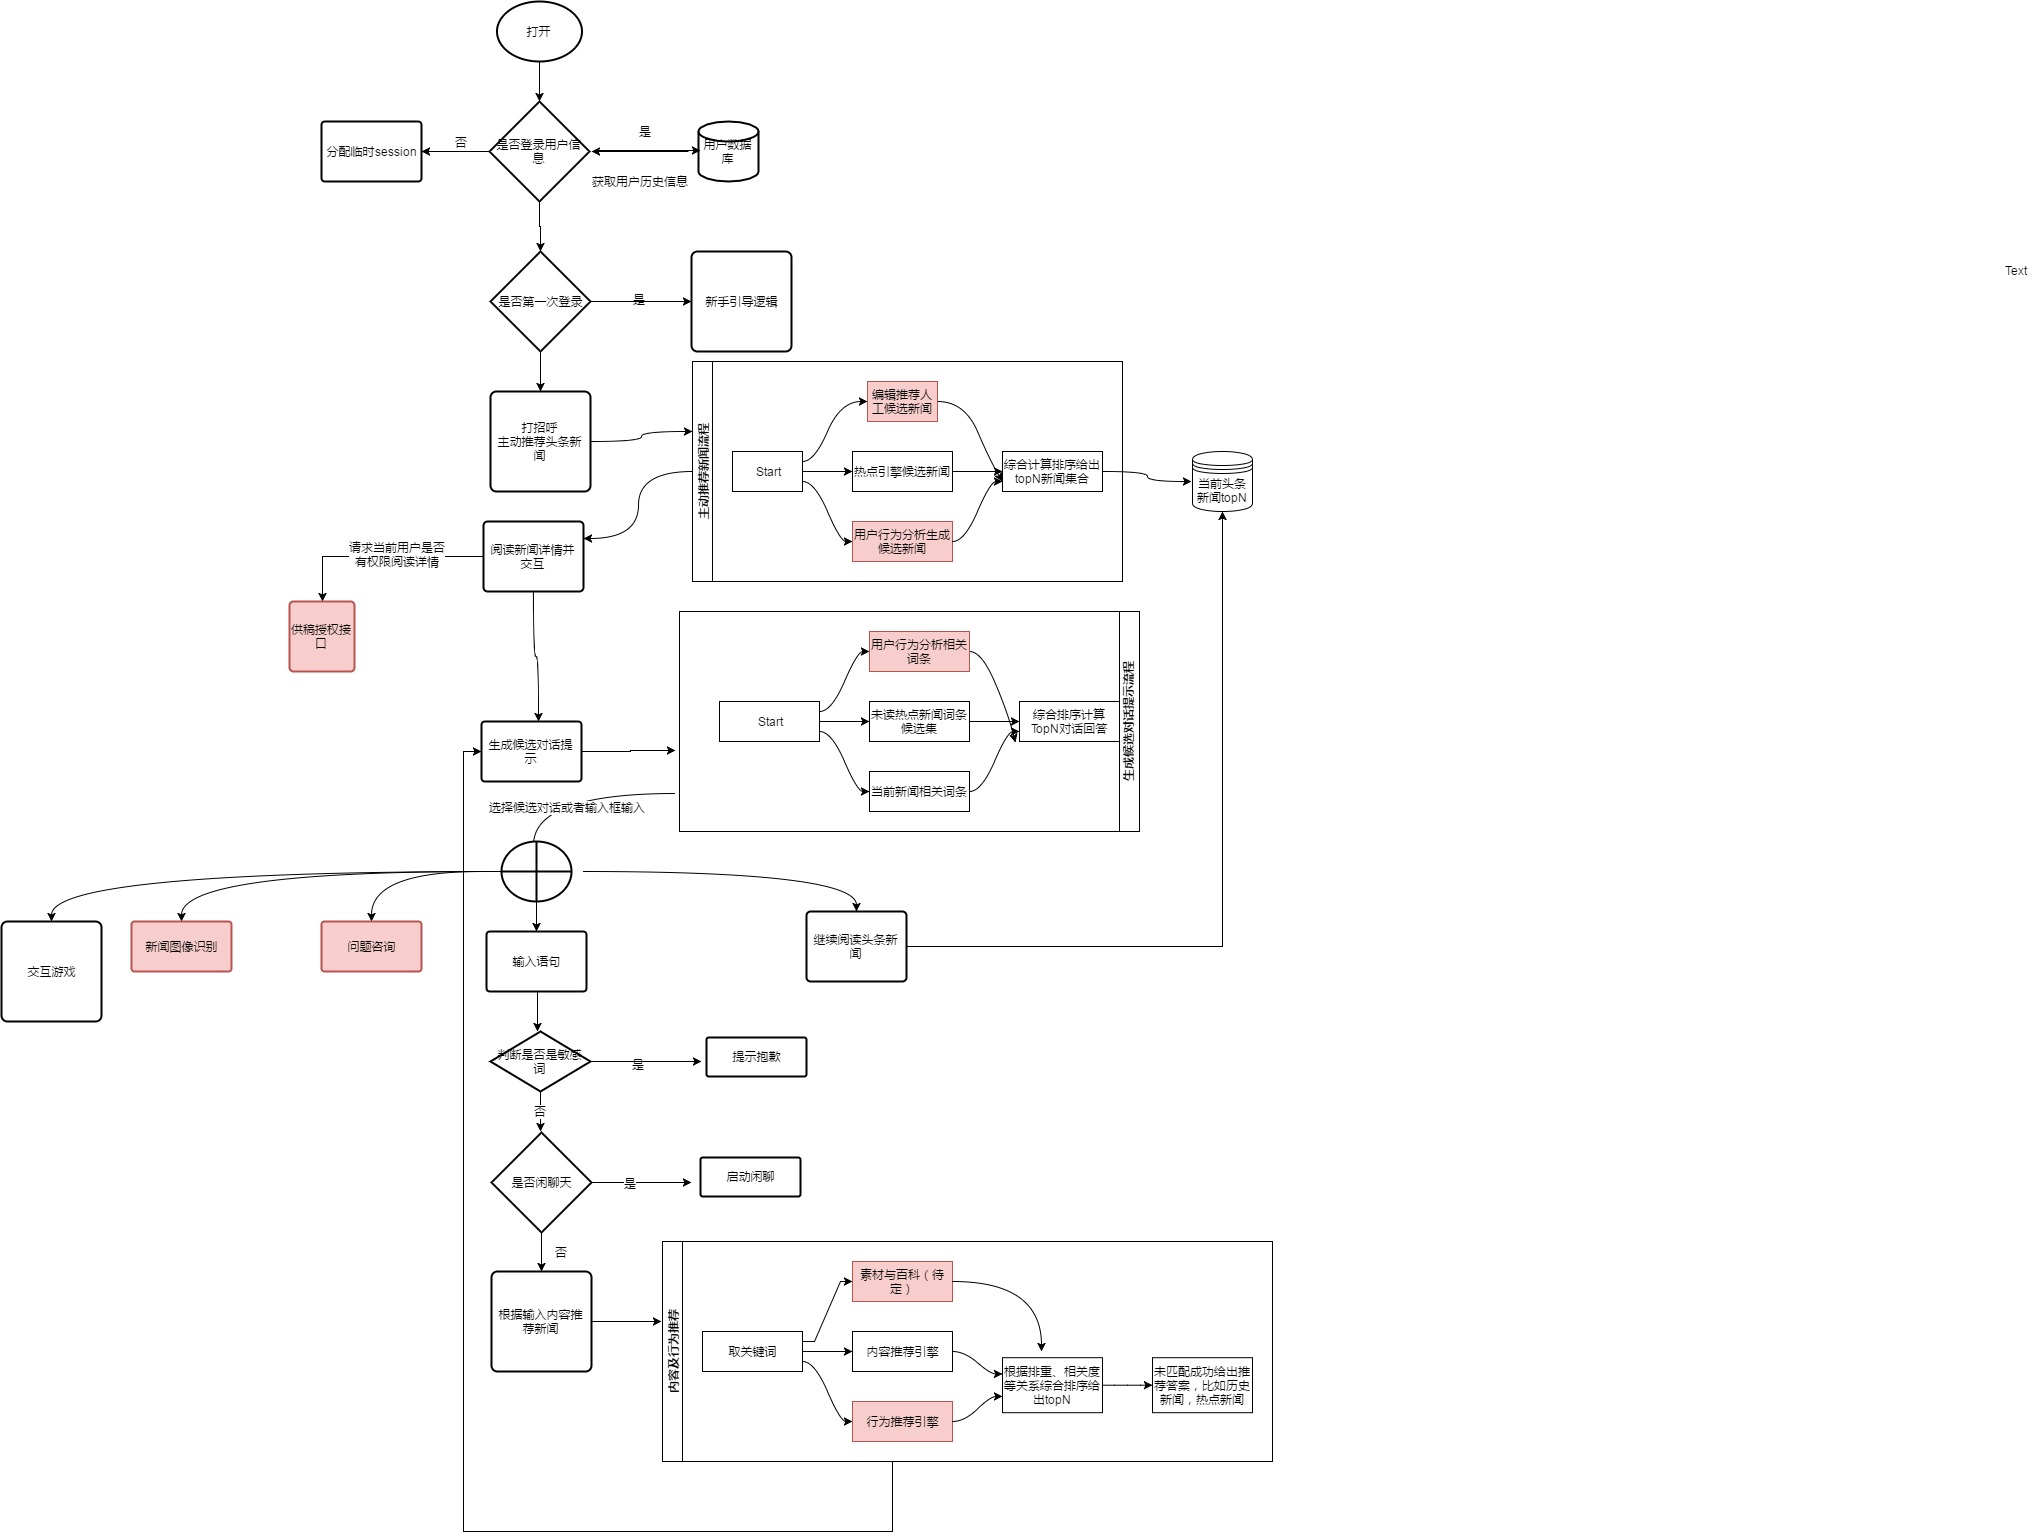 打开
是否登录用户信
息
否
分配临时session
是
获取用户历史信息
用户数据
库
Text
是否第一次登录
是
新手引导逻辑
打招呼
主动推荐头条新
闻
主动推荐新闻流程
Start
编辑推荐人
工候选新闻
热点引擎候选新闻
用户行为分析生成
候选新闻
综合计算排序给出
topN新闻集合
当前头条
新闻topN
阅读新闻详情并
交互
请求当前用户是否
有权限阅读详情
供稿授权接
口
生成候选对话提
示
Start
用户行为分析相关
词条
未读热点新闻词条
候选集
当前新闻相关词条
综合排序计算
TopN对话回答
生成候选对话提示流程
选择候选对话或者输入框输入
交互游戏
新闻图像识别
问题咨询
输入语句
继续阅读头条新
闻
判断是否是敏感
词
是
提示抱歉
否
是否闲聊天
是
启动闲聊
否
根据输入内容推
荐新闻
内容及行为推荐
取关键词
素材与百科（待
定）
内容推荐引擎
行为推荐引擎
根据排重、相关度
等关系综合排序给
出topN
未匹配成功给出推
荐答案，比如历史
新闻，热点新闻